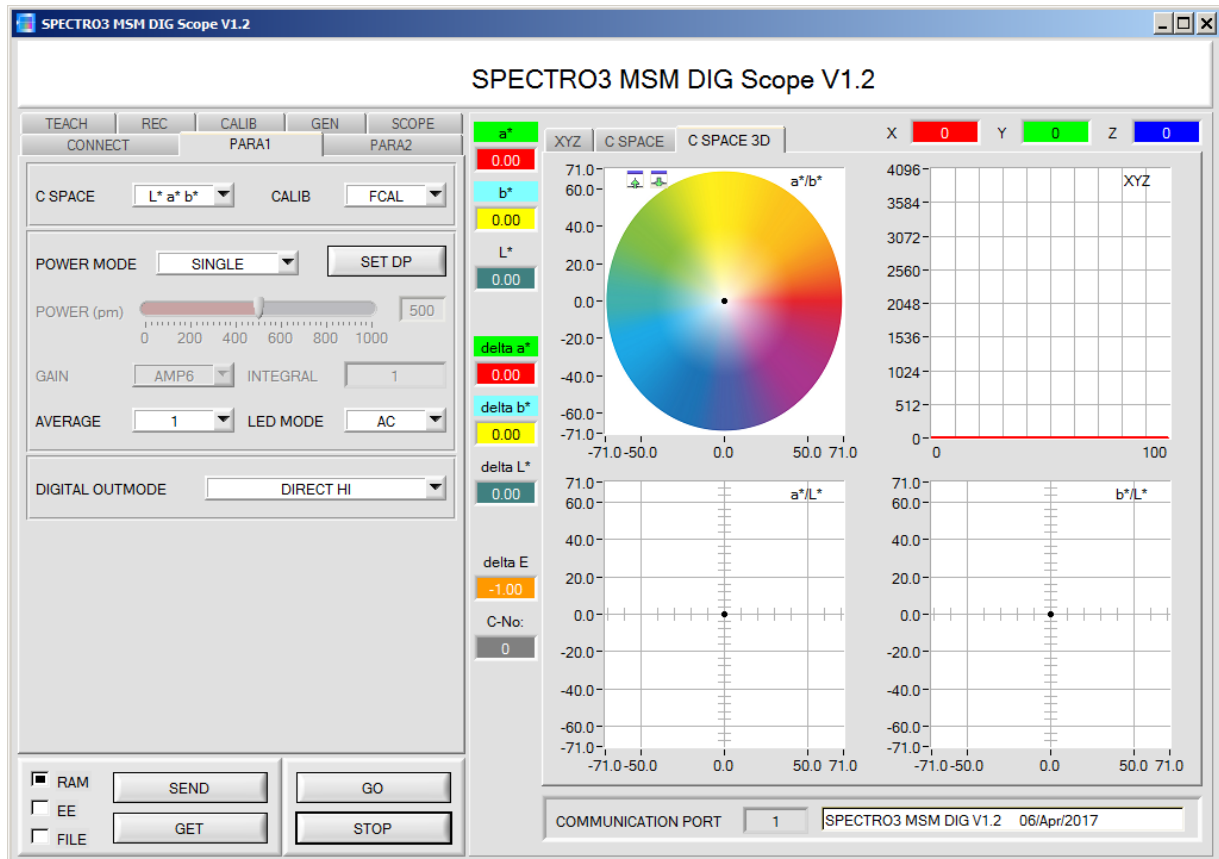 SPECTRO3 MSM DIG Scope V1.2
SPECTRO3 MSM DIG Scope V1.2
TEACH REC CALIB GEN SCOPE
CONNECT PARA1 PARA2
C SPACE L* a* b* CALIB FCAL
POWER MODE SINGLE SET DP
POWER (pm) 500
0 200 400 600 800 1000
GAIN AMP6 INTEGRAL 1
AVERAGE 1 LED MODE AC
DIGITAL OUTMODE DIRECT HI
RAM
EE
FILE
SEND
GET
GO
STOP
a*
0.00
b*
0.00
L*
0.00
delta a*
0.00
delta b*
0.00
delta L*
0.00
delta E
-1.00
C-No:
0
XYZ C SPACE C SPACE 3D
X 0 Y 0 Z 0
a*/b*
71.0
60.0
40.0
20.0
0.0
-20.0
-40.0
-60.0
-71.0
-71.0 -50.0 0.0 50.0 71.0
XYZ
4096
3584
3072
2560
2048
1536
1024
512
0
0 100
a*/L*
71.0
60.0
40.0
20.0
0.0
-20.0
-40.0
-60.0
-71.0
-71.0 -50.0 0.0 50.0 71.0
b*/L*
71.0
60.0
40.0
20.0
0.0
-20.0
-40.0
-60.0
-71.0
-71.0 -50.0 0.0 50.0 71.0
COMMUNICATION PORT 1 SPECTRO3 MSM DIG V1.2 06/Apr/2017